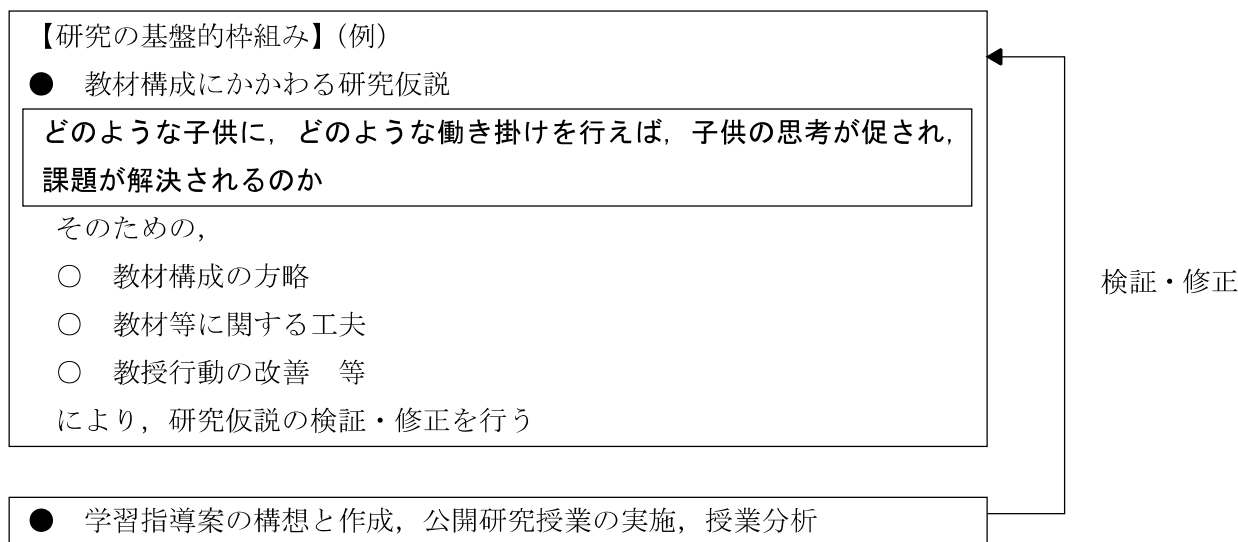 【研究の基盤的枠組み】（例）
● 教材構成にかかわる研究仮説
どのような子供に，どのような働き掛けを行えば，子供の思考が促され，
課題が解決されるのか
そのための，
○ 教材構成の方略
○ 教材等に関する工夫
○ 教授行動の改善 等
により，研究仮説の検証・修正を行う
検証・修正
● 学習指導案の構想と作成，公開研究授業の実施，授業分析